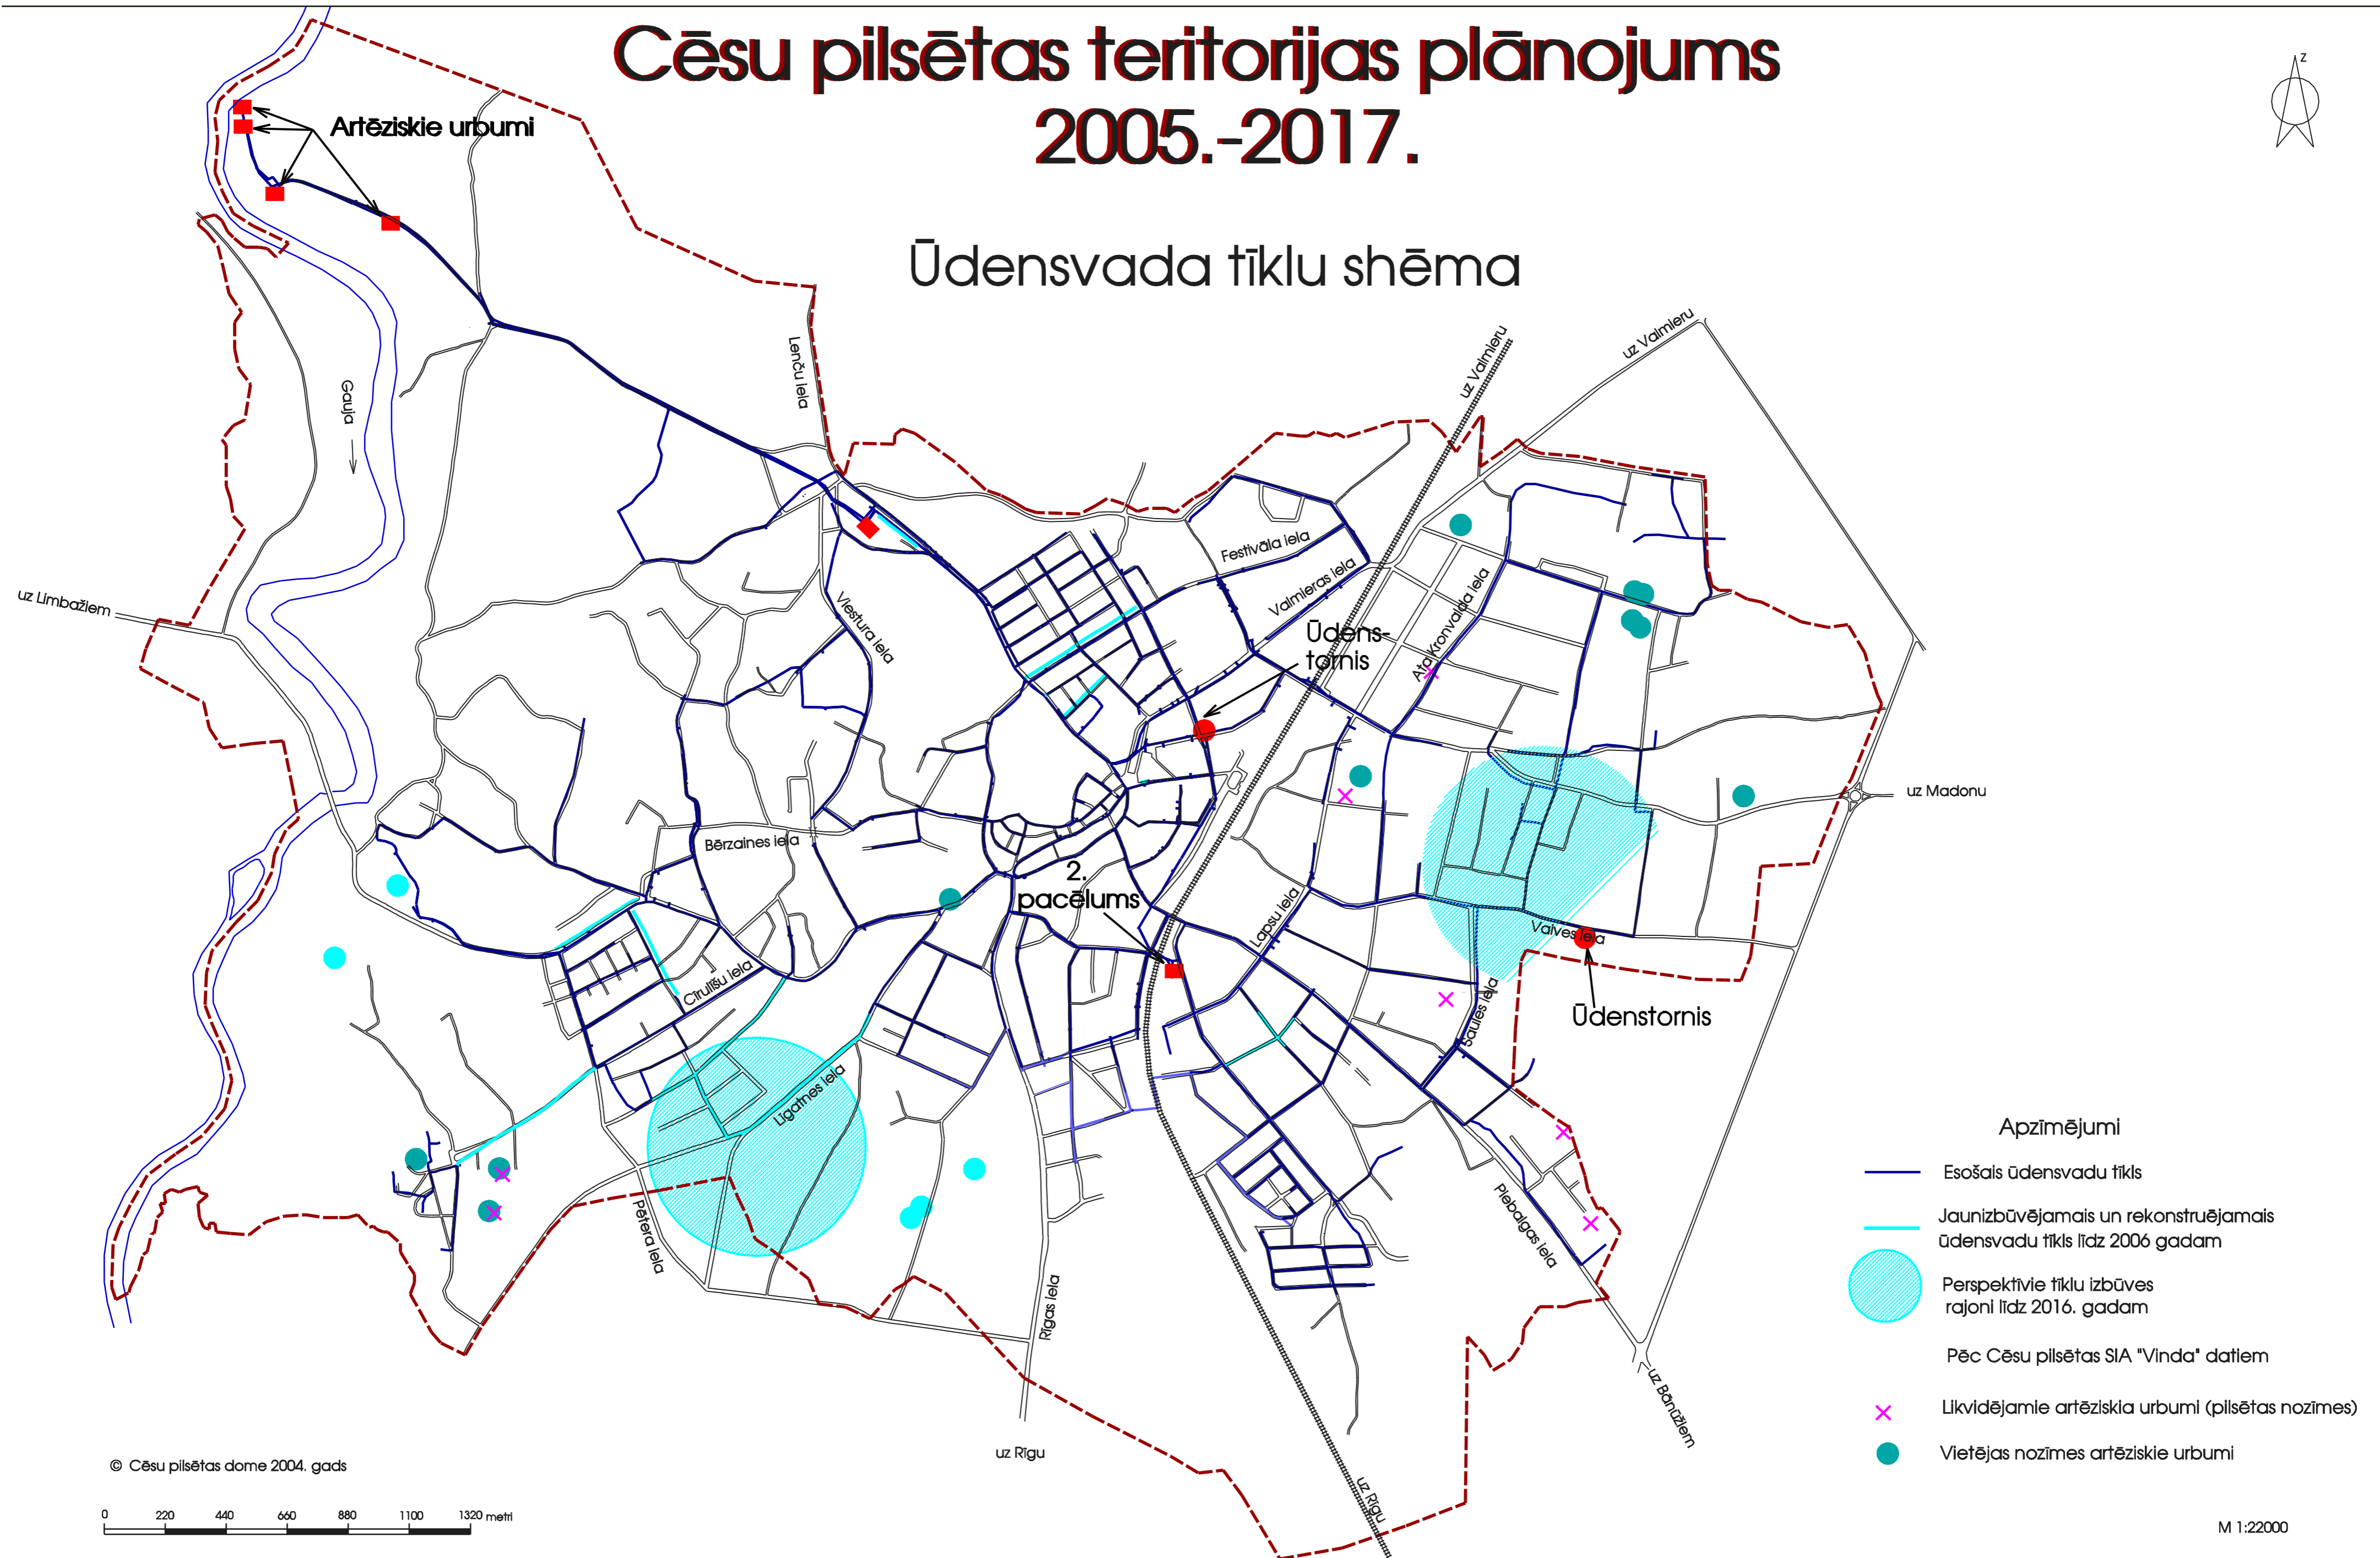 Cēsu pilsētas teritorijas plānojums
2005.-2017.
Z
Artēziskie urbumi
Ūdensvada tīklu shēma
uz Valmieru
uz Valmieru
Lenču iela
Gauja
Festivāla iela
Valmieras iela
uz Limbažiem
Viestura iela
Ata Kronvalda iela
Ūdens-
tornis
uz Madonu
Bērzaines iela
2.
pacēlums
Lapsu iela
Valves iela
Cīrulīšu iela
Saules iela
Ūdenstornis
Līgatnes iela
Pētera iela
Piebalgas iela
Rīgas iela
uz Bānūžiem
uz Rīgu
uz Rīgu
Apzīmējumi
Esošais ūdensvadu tīkls
Jaunizbūvējamais un rekonstruējamais
ūdensvadu tīkls līdz 2006 gadam
Perspektīvie tīklu izbūves
rajoni līdz 2016. gadam
Pēc Cēsu pilsētas SIA "Vinda" datiem
Likvidējamie artēziskia urbumi (pilsētas nozīmes)
Vietējas nozīmes artēziskie urbumi
© Cēsu pilsētas dome 2004. gads
0 220 440 660 880 1100 1320 metri
M 1:22000